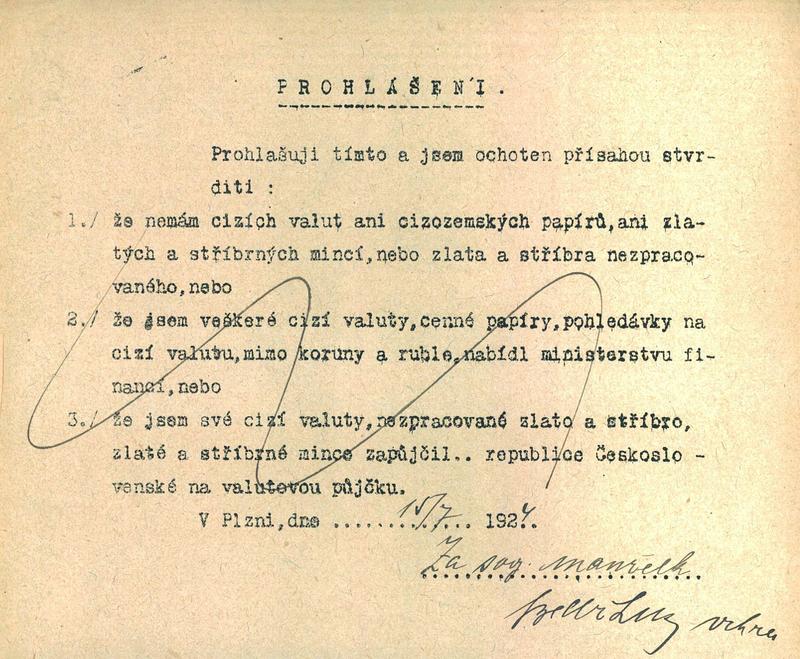 PROHLÁŠENÍ.
Prohlašuji tímto a jsem ochoten přísahou stvr-
diti :
1./ že nemám cizích valut ani cizozemských papírů,ani zla-
tých a stříbrných mincí,nebo zlata a stříbra nezpraco-
vaného,nebo
2./ že jsem veškeré cizí valuty,cenné papíry,pohledávky na
cizí valutu,mimo koruny a ruble,nabídl ministerstvu fi-
nancí,nebo
3./ že jsem své cizí valuty,nezpracované zlato a stříbro,
zlaté a stříbrné mince zapůjčil.. republice Českoslo -
venské na valutovou půjčku.
V Plzni,dne ....15/7.... 1924.
Za